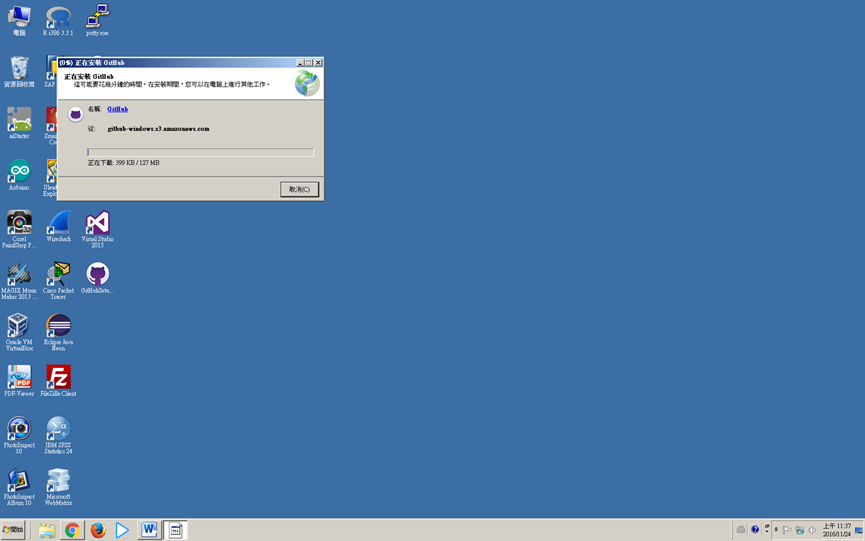 電腦
R i386 3.3.1
putty.exe
資源回收筒
SAP
(0%) 正在安裝 GitHub
正在安裝 GitHub
這可能要花幾分鐘的時間。在安裝期間，您可以在電腦上進行其他工作。
名稱:
GitHub
從:
github-windows.s3.amazonaws.com
正在下載: 399 KB / 127 MB
取消(C)
Arduino
Ulead
Explo
Corel
PaintShop P...
Wireshark
Visual Studio
2015
MAGIX Music
Maker 2013 ...
Cisco Packet
Tracer
GitHubSetu...
Oracle VM
VirtualBox
Eclipse Java
Neon
PDF-Viewer
FileZilla Client
PhotoImpact
10
IBM SPSS
Statistics 24
PhotoImpact
Album 10
Microsoft
WebMatrix
開始
上午 11:37
2016/11/24